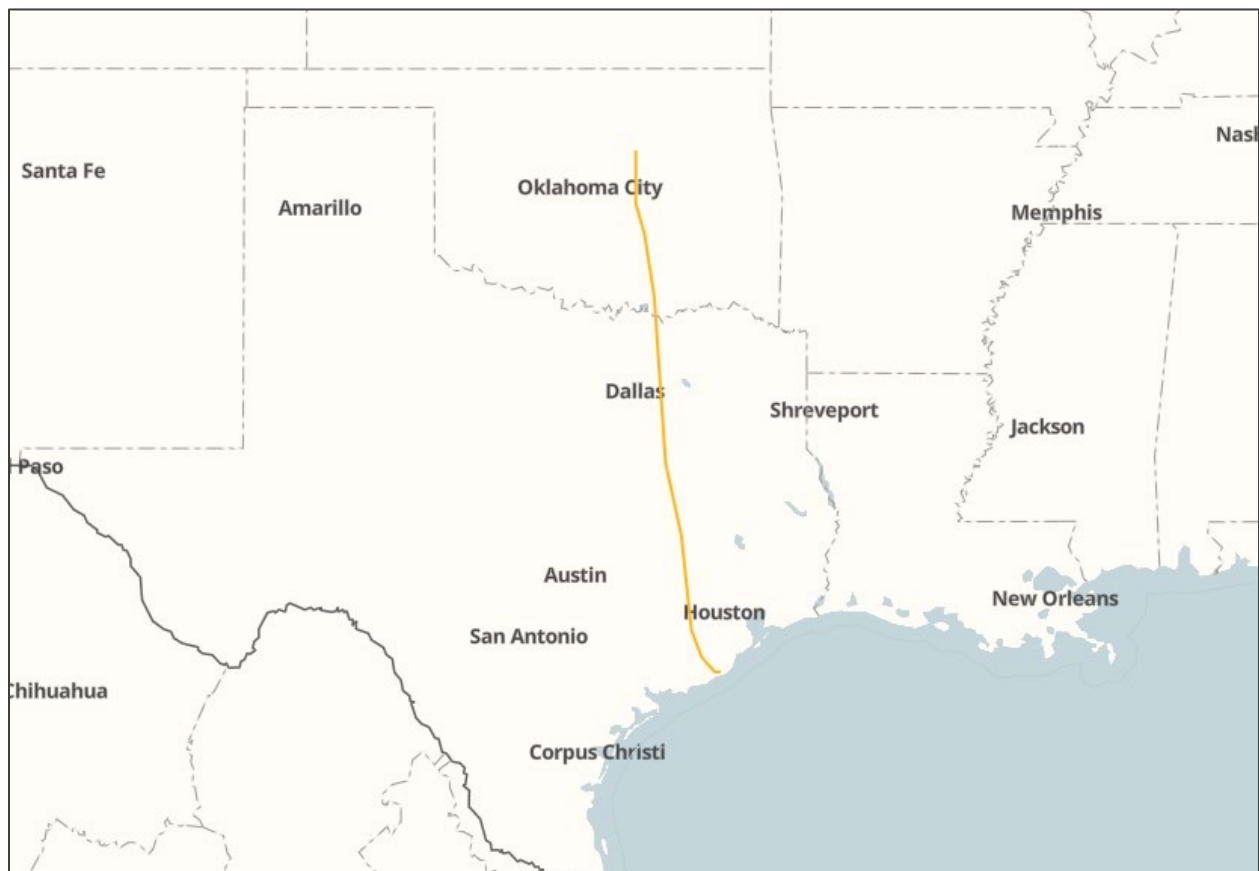 Nasl
Santa Fe
Oklahoma City
Amarillo
Memphis
Dallas
Shreveport
Jackson
Paso
Austin
New Orleans
Houston
San Antonio
Chihuahua
Corpus Christi